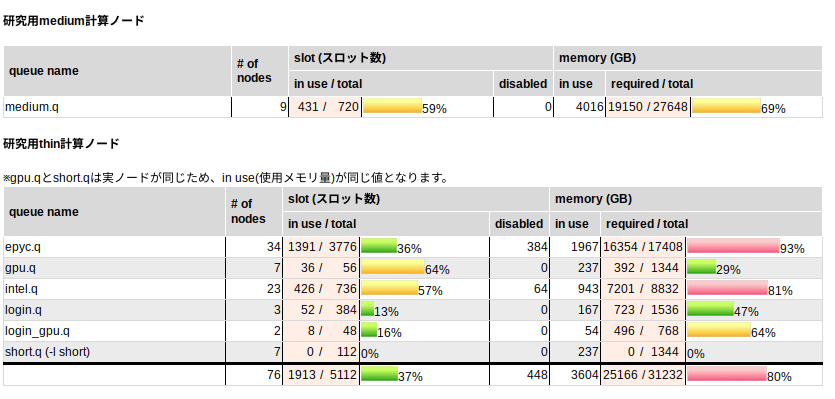 研究用medium計算ノード
queue name # of nodes slot (スロット数) memory (GB)
in use / total disabled in use required / total
medium.q 9 431 / 720 59% 0 4016 19150 / 27648 69%
研究用thin計算ノード
※gpu.qとshort.qは実ノードが同じため、in use(使用メモリ量)が同じ値となります。
queue name # of nodes slot (スロット数) memory (GB)
in use / total disabled in use required / total
epyc.q 34 1391 / 3776 36% 384 1967 16354 / 17408 93%
gpu.q 7 36 / 56 64% 0 237 392 / 1344 29%
intel.q 23 426 / 736 57% 64 943 7201 / 8832 81%
login.q 3 52 / 384 13% 0 167 723 / 1536 47%
login_gpu.q 2 8 / 48 16% 0 54 496 / 768 64%
short.q (-l short) 7 0 / 112 0% 0 237 0 / 1344 0%
76 1913 / 5112 37% 448 3604 25166 / 31232 80%